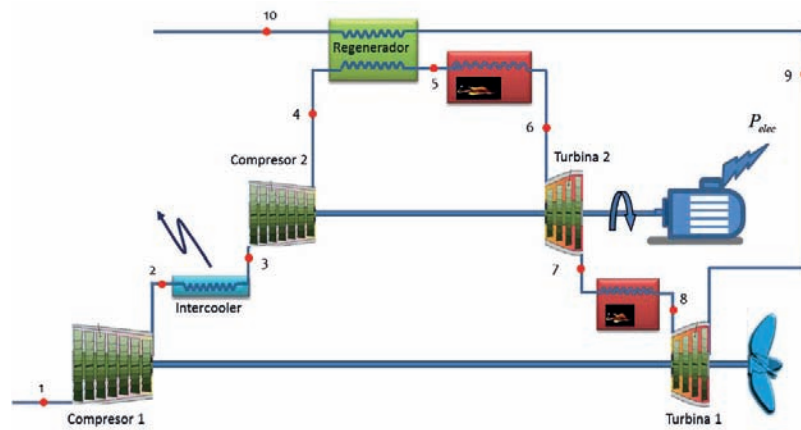 10
Regenerador
5
9
4
6
P elec
Compresor 2
Turbina 2
2
3
7
Intercooler
8
1
Compresor 1
Turbina 1